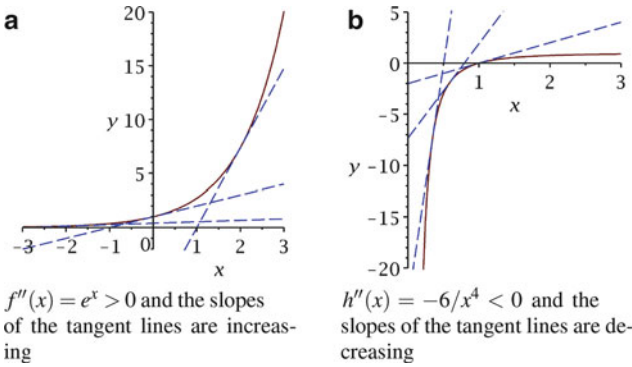 a
20
15
y 10
5
-3 -2 -1 0 1 2 3
x
f''(x) = e^x > 0 and the slopes
of the tangent lines are increas-
ing
b
5
0
1 3
x
-5
y -10
-15
-20
h''(x) = −6/x^4 < 0 and the
slopes of the tangent lines are de-
creasing